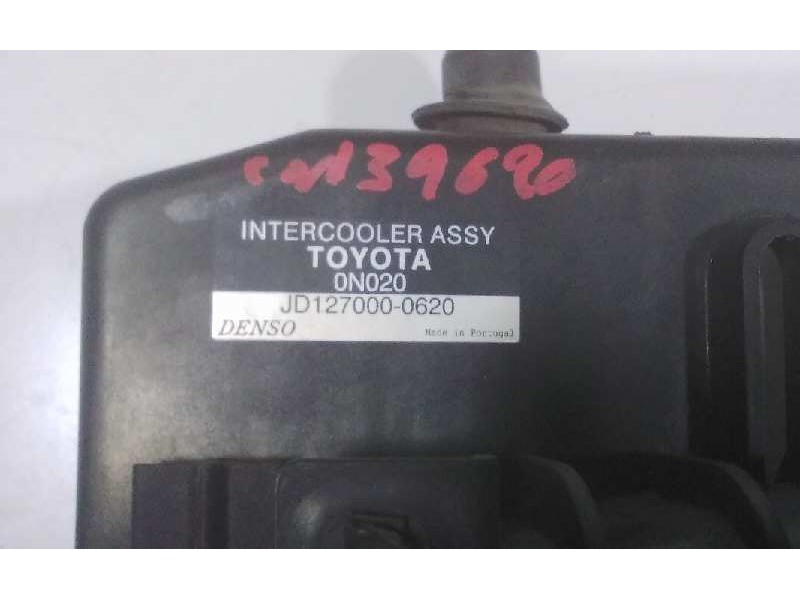 INTERCOOLER ASSY
TOYOTA
0N020
JD127000-0620
DENSO Made in Portugal